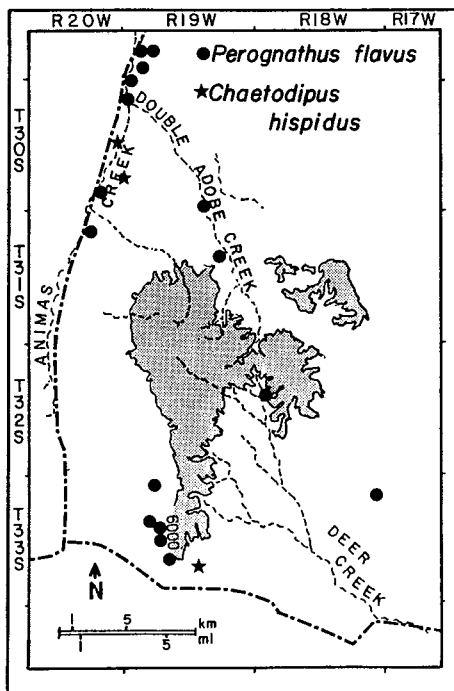 R20W R19W R18W R17W
● Perognathus flavus
★ Chaetodipus
hispidus
T30S
T31S
T32S
T33S
DOUBLE ADOBE CREEK
ANIMAS CREEK
DEER CREEK
6000
N
1 5 km
1 5 mi